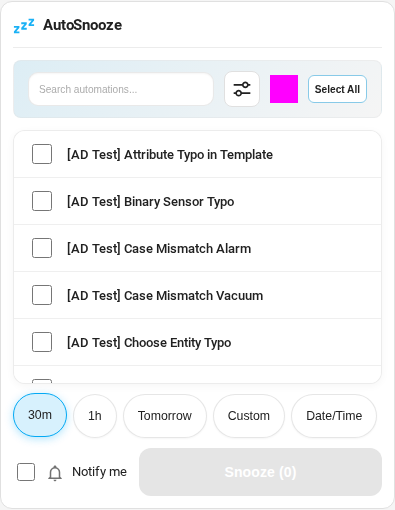 zzz AutoSnooze
Search automations...
Select All
[AD Test] Attribute Typo in Template
[AD Test] Binary Sensor Typo
[AD Test] Case Mismatch Alarm
[AD Test] Case Mismatch Vacuum
[AD Test] Choose Entity Typo
30m
1h
Tomorrow
Custom
Date/Time
Notify me
Snooze (0)